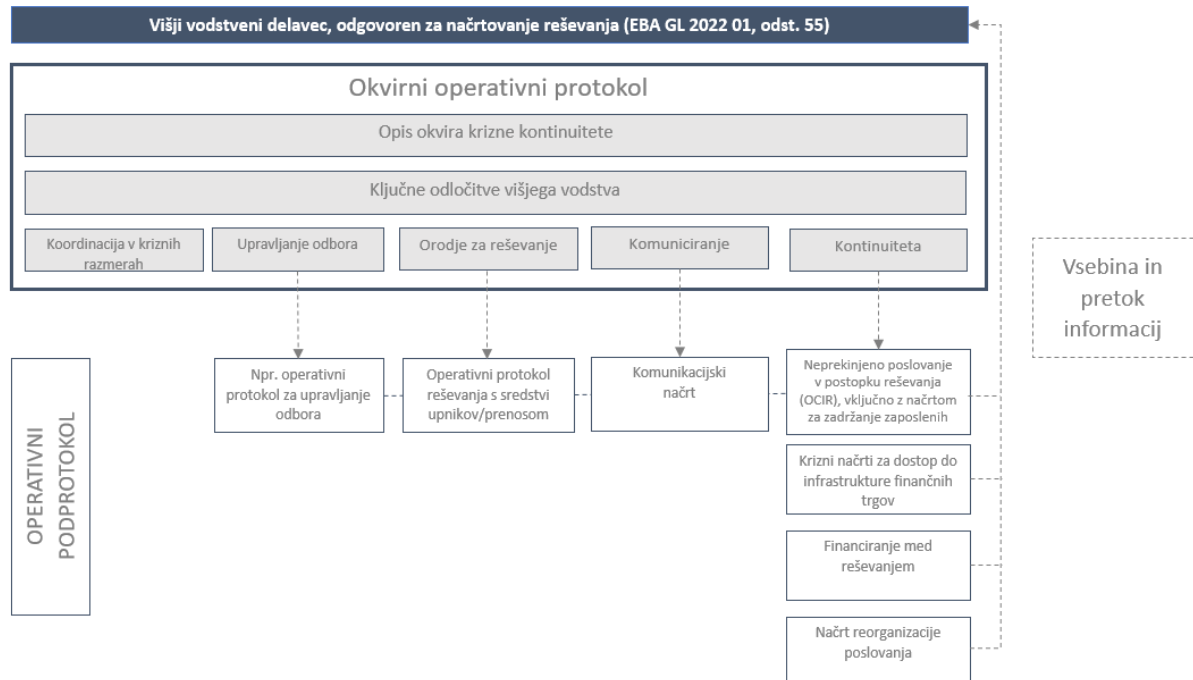 Višji vodstveni delavec, odgovoren za načrtovanje reševanja (EBA GL 2022 01, odst. 55)
Okvirni operativni protokol
Opis okvira krizne kontinuitete
Ključne odločitve višjega vodstva
Koordinacija v kriznih
razmerah
Upravljanje odbora
Orodje za reševanje
Komuniciranje
Kontinuiteta
Vsebina in
pretok
informacij
OPERATIVNI
PODPROTOKOL
Npr. operativni
protokol za upravljanje
odbora
Operativni protokol
reševanja s sredstvi
upnikov/prenosom
Komunikacijski
načrt
Neprekinjeno poslovanje
v postopku reševanja
(OCIR), vključno z načrtom
za zadržanje zaposlenih
Krizni načrti za dostop do
infrastrukture finančnih
trgov
Financiranje med
reševanjem
Načrt reorganizacije
poslovanja